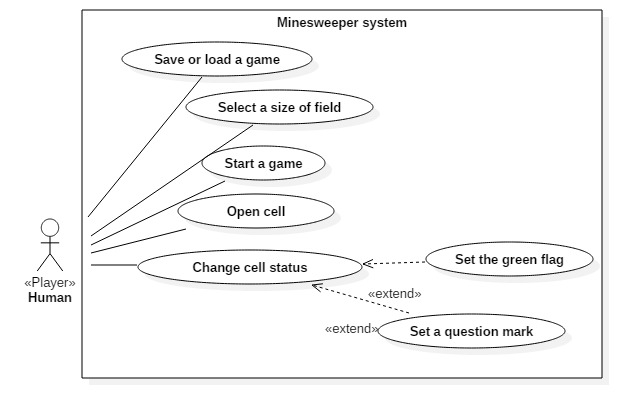 Minesweeper system
Save or load a game
Select a size of field
Start a game
Open cell
Change cell status
Set the green flag
«extend»
«extend»
Set a question mark
«Player»
Human